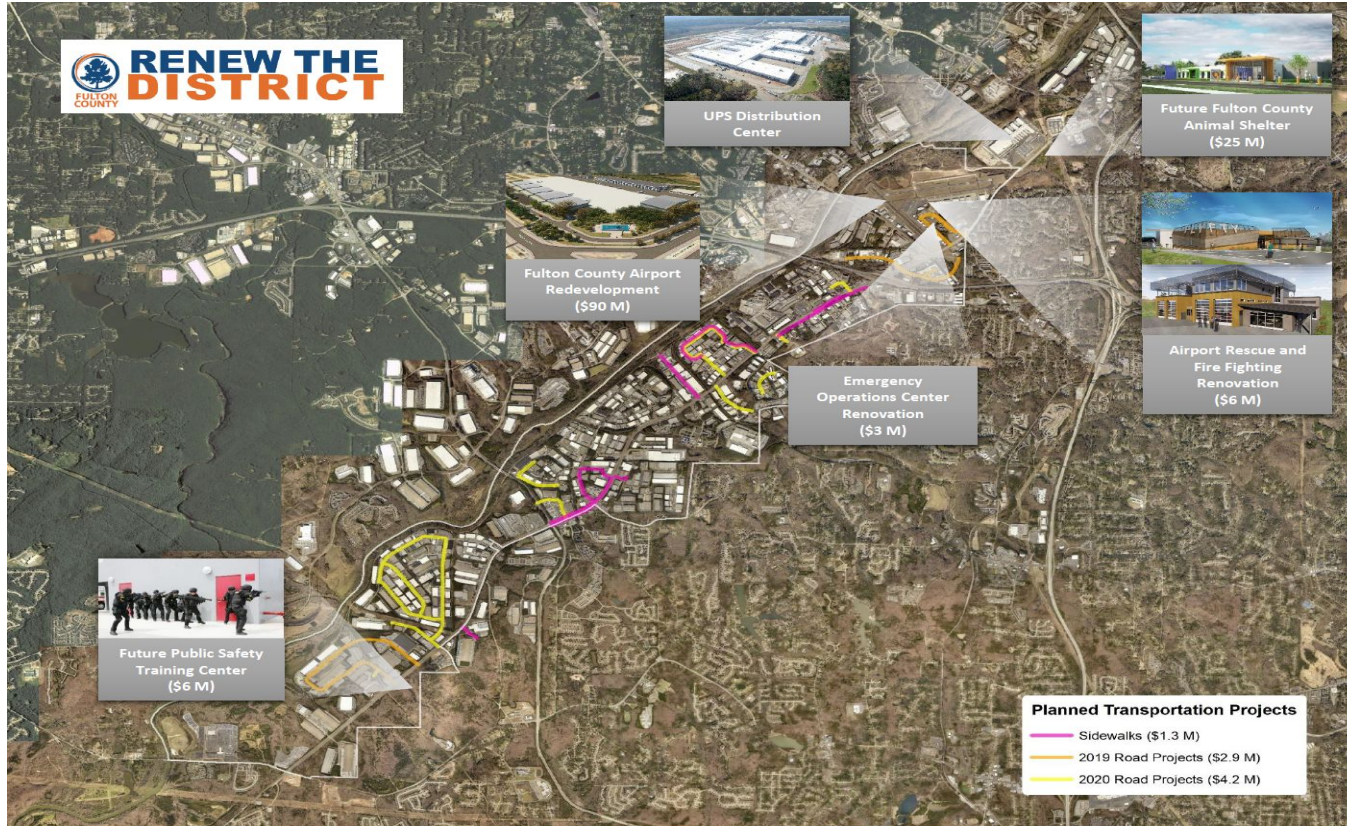 FULTON
COUNTY
RENEW THE
DISTRICT
UPS Distribution
Center
Future Fulton County
Animal Shelter
($25 M)
Fulton County Airport
Redevelopment
($90 M)
Airport Rescue and
Fire Fighting
Renovation
($6 M)
Emergency
Operations Center
Renovation
($3 M)
Future Public Safety
Training Center
($6 M)
Planned Transportation Projects
Sidewalks ($1.3 M)
2019 Road Projects ($2.9 M)
2020 Road Projects ($4.2 M)